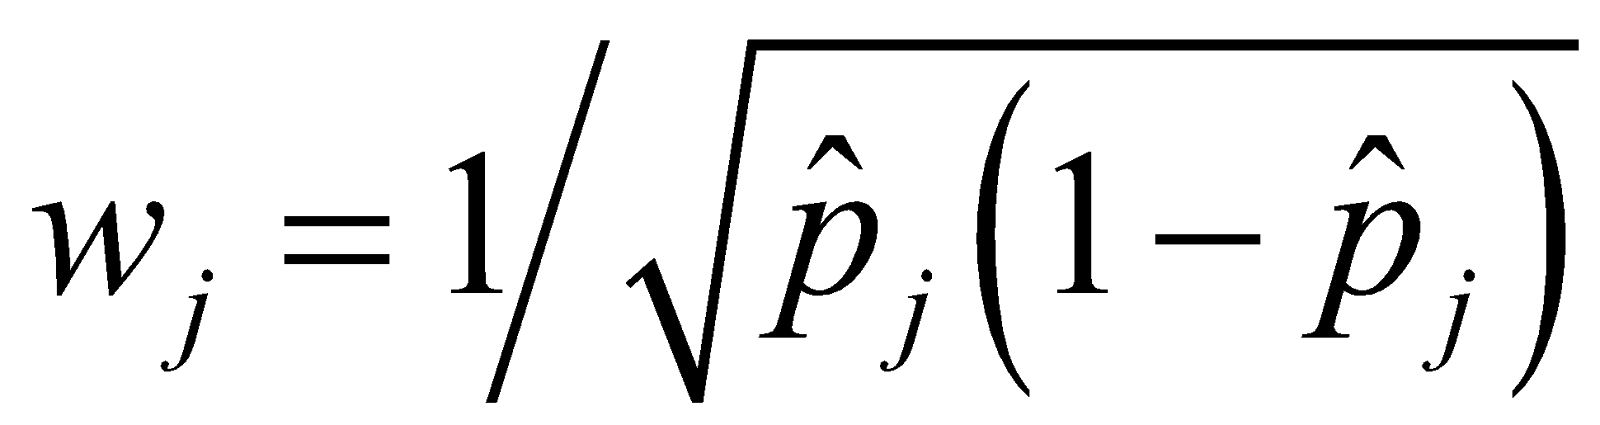 w_j = 1/√(p̂_j(1 − p̂_j))